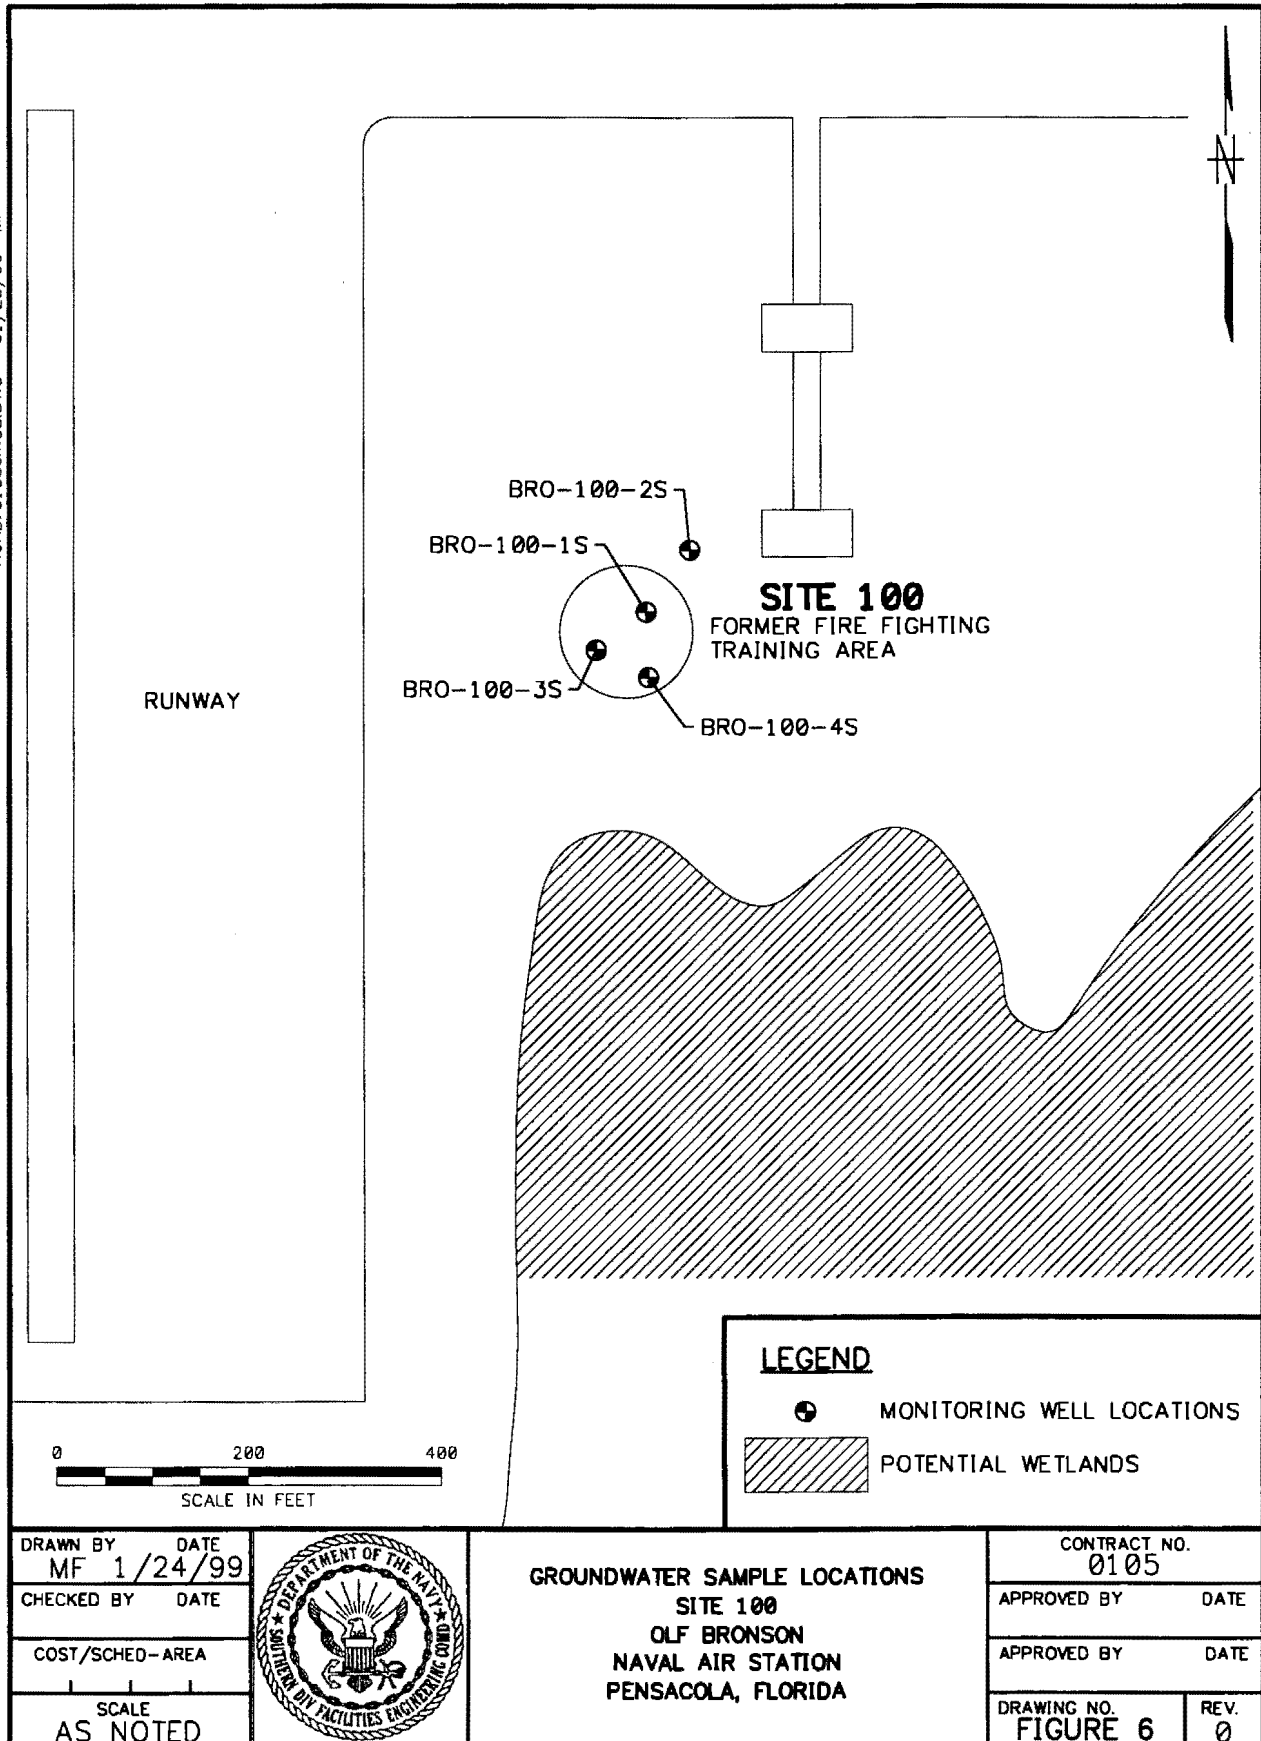 N
BRO-100-2S
BRO-100-1S
SITE 100
FORMER FIRE FIGHTING
TRAINING AREA
BRO-100-3S
RUNWAY
BRO-100-4S
LEGEND
MONITORING WELL LOCATIONS
POTENTIAL WETLANDS
0 200 400
SCALE IN FEET
DRAWN BY DATE
MF 1/24/99
CHECKED BY DATE
COST/SCHED-AREA
SCALE
AS NOTED
DEPARTMENT OF THE NAVY
SOUTHERN DIV FACILITIES ENGINEERING COMD
GROUNDWATER SAMPLE LOCATIONS
SITE 100
OLF BRONSON
NAVAL AIR STATION
PENSACOLA, FLORIDA
CONTRACT NO.
0105
APPROVED BY DATE
APPROVED BY DATE
DRAWING NO.
FIGURE 6
REV.
0